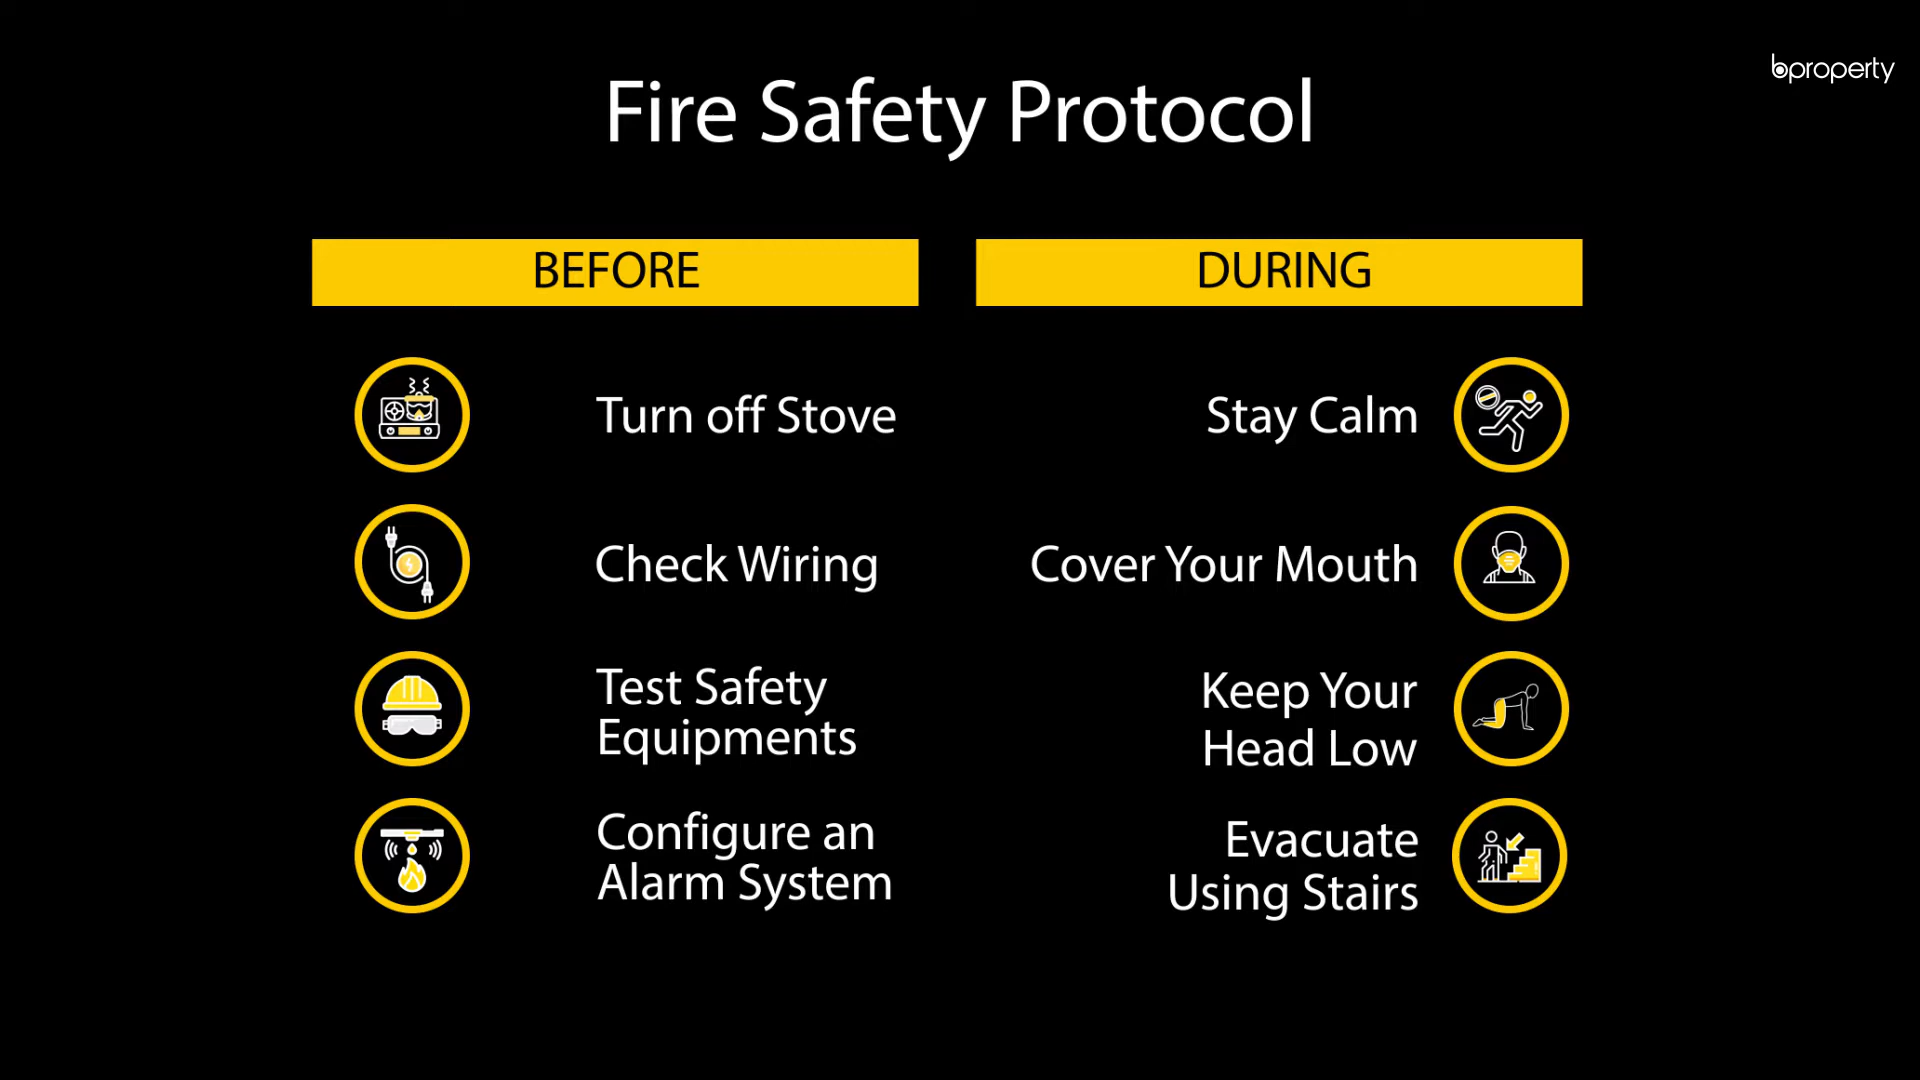 bproperty
Fire Safety Protocol
BEFORE
Turn off Stove
Check Wiring
Test Safety
Equipments
Configure an
Alarm System
DURING
Stay Calm
Cover Your Mouth
Keep Your
Head Low
Evacuate
Using Stairs